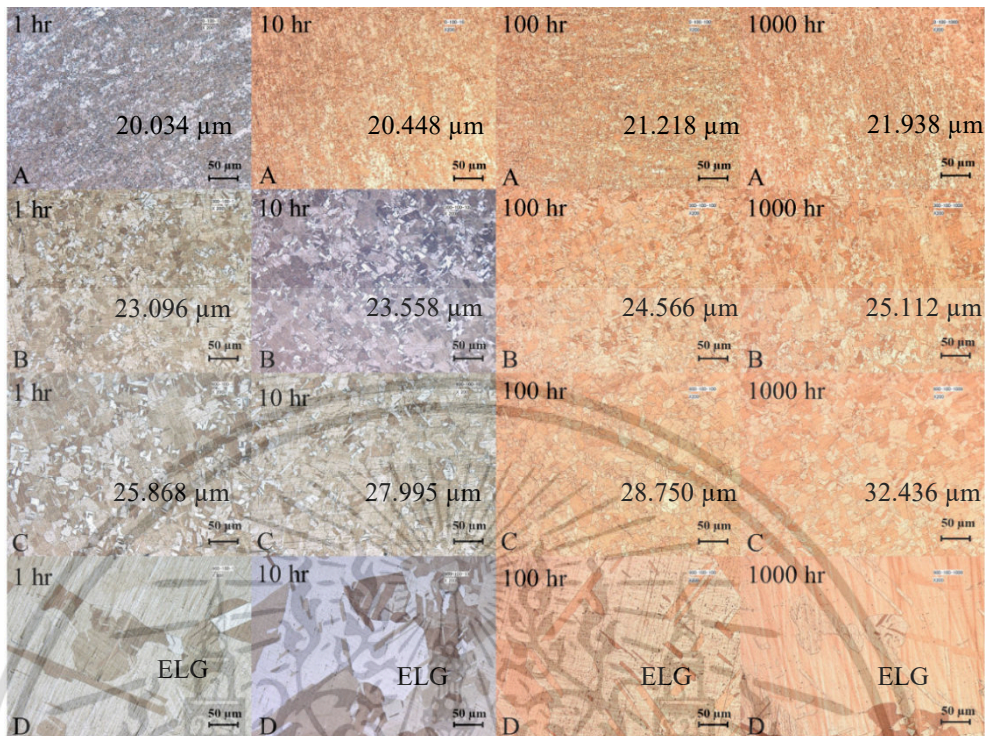 1 hr
20.034 µm
50 µm
A
10 hr
20.448 µm
50 µm
A
100 hr
21.218 µm
50 µm
A
1000 hr
21.938 µm
50 µm
A
1 hr
23.096 µm
50 µm
B
10 hr
23.558 µm
50 µm
B
100 hr
24.566 µm
50 µm
B
1000 hr
25.112 µm
50 µm
B
1 hr
25.868 µm
50 µm
C
10 hr
27.995 µm
50 µm
C
100 hr
28.750 µm
50 µm
C
1000 hr
32.436 µm
50 µm
C
1 hr
ELG
50 µm
D
10 hr
ELG
50 µm
D
100 hr
ELG
50 µm
D
1000 hr
ELG
50 µm
D